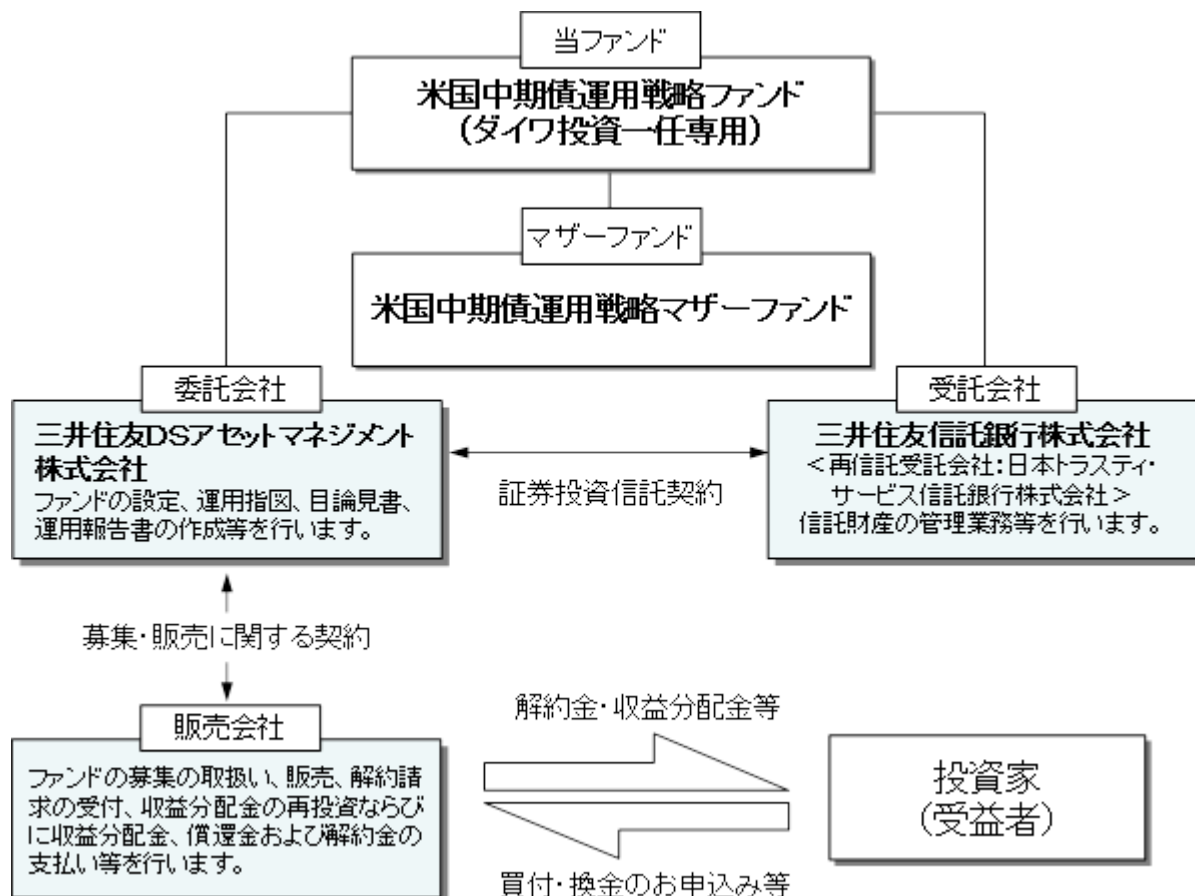 当ファンド
米国中期債運用戦略ファンド
(ダイワ投資一任専用)
マザーファンド
米国中期債運用戦略マザーファンド
委託会社
三井住友DSアセットマネジメント
株式会社
ファンドの設定、運用指図、目論見書、
運用報告書の作成等を行います。
証券投資信託契約
受託会社
三井住友信託銀行株式会社
<再信託受託会社:日本トラスティ・
サービス信託銀行株式会社>
信託財産の管理業務等を行います。
募集・販売に関する契約
販売会社
ファンドの募集の取扱い、販売、解約請
求の受付、収益分配金の再投資ならび
に収益分配金、償還金および解約金の
支払い等を行います。
解約金・収益分配金等
買付・換金のお申込み等
投資家
(受益者)